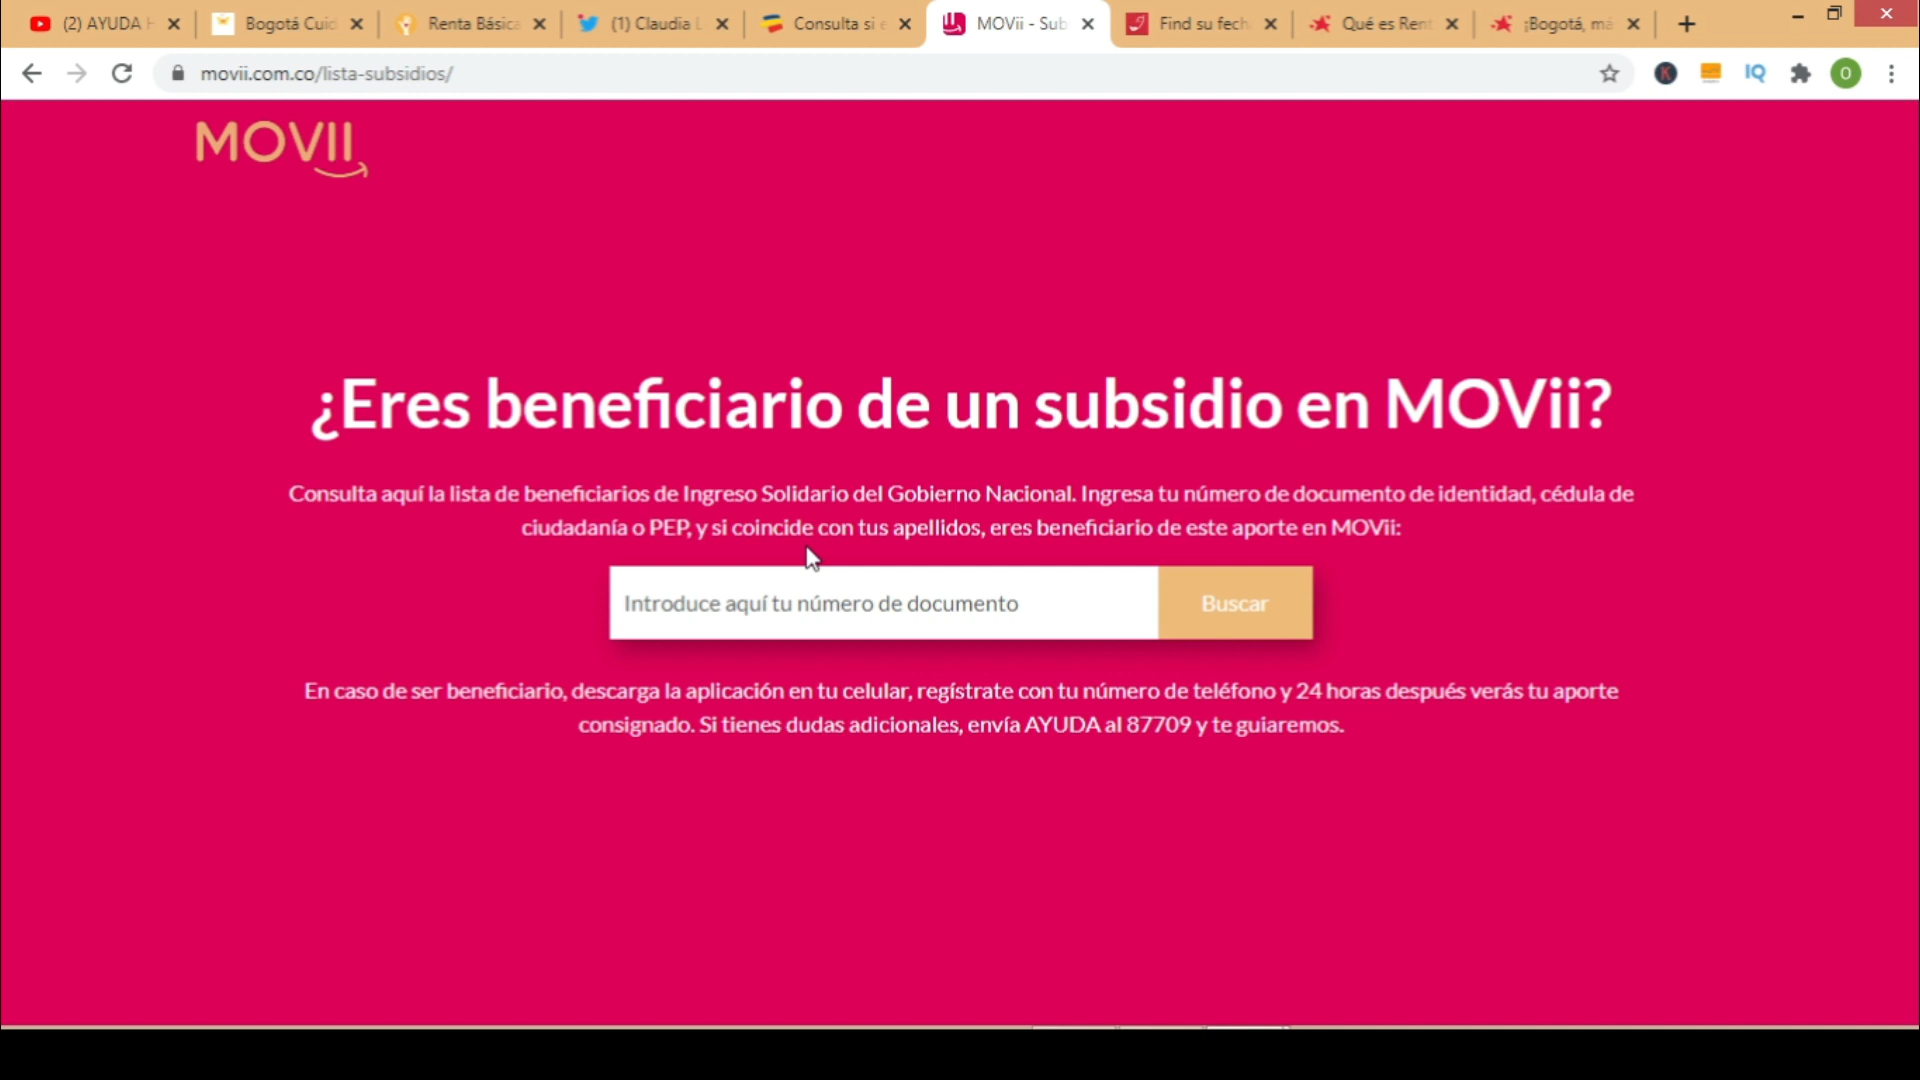 (2) AYUDA H
Bogotá Cuid
Renta Básica
(1) Claudia L
Consulta si e
MOVii - Sub
Find su fech
Qué es Rent
¡Bogotá, má
movii.com.co/lista-subsidios/
IQ
O
MOVII
¿Eres beneficiario de un subsidio en MOVii?
Consulta aquí la lista de beneficiarios de Ingreso Solidario del Gobierno Nacional. Ingresa tu número de documento de identidad, cédula de
ciudadanía o PEP, y si coincide con tus apellidos, eres beneficiario de este aporte en MOVii:
Introduce aquí tu número de documento
Buscar
En caso de ser beneficiario, descarga la aplicación en tu celular, regístrate con tu número de teléfono y 24 horas después verás tu aporte
consignado. Si tienes dudas adicionales, envía AYUDA al 87709 y te guiaremos.